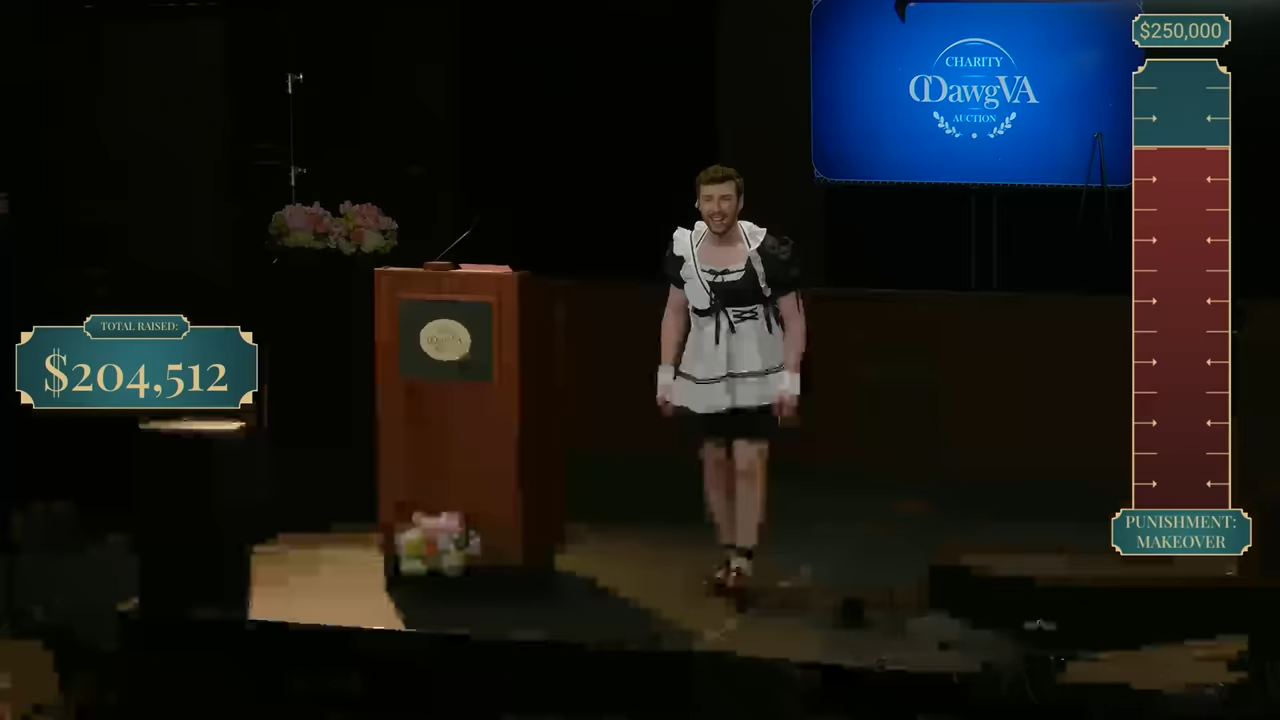 $250,000
CHARITY
DawgVA
AUCTION
TOTAL RAISED:
$204,512
PUNISHMENT:
MAKEOVER